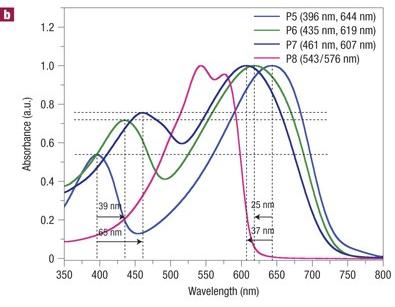 b
1.2
1.0
0.8
0.6
0.4
0.2
0
Absorbance (a.u.)
P5 (396 nm, 644 nm)
P6 (435 nm, 619 nm)
P7 (461 nm, 607 nm)
P8 (543/576 nm)
39 nm
65 nm
25 nm
37 nm
350 400 450 500 550 600 650 700 750 800
Wavelength (nm)